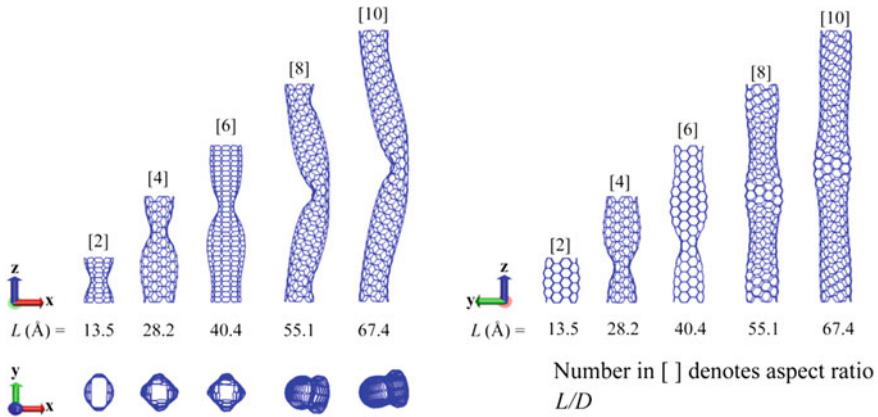 [10]
[10]
[8]
[8]
[6]
[6]
[4]
[4]
[2]
[2]
z
x
z
y
L (Å) = 13.5 28.2 40.4 55.1 67.4
L (Å) = 13.5 28.2 40.4 55.1 67.4
y
x
Number in [ ] denotes aspect ratio
L/D